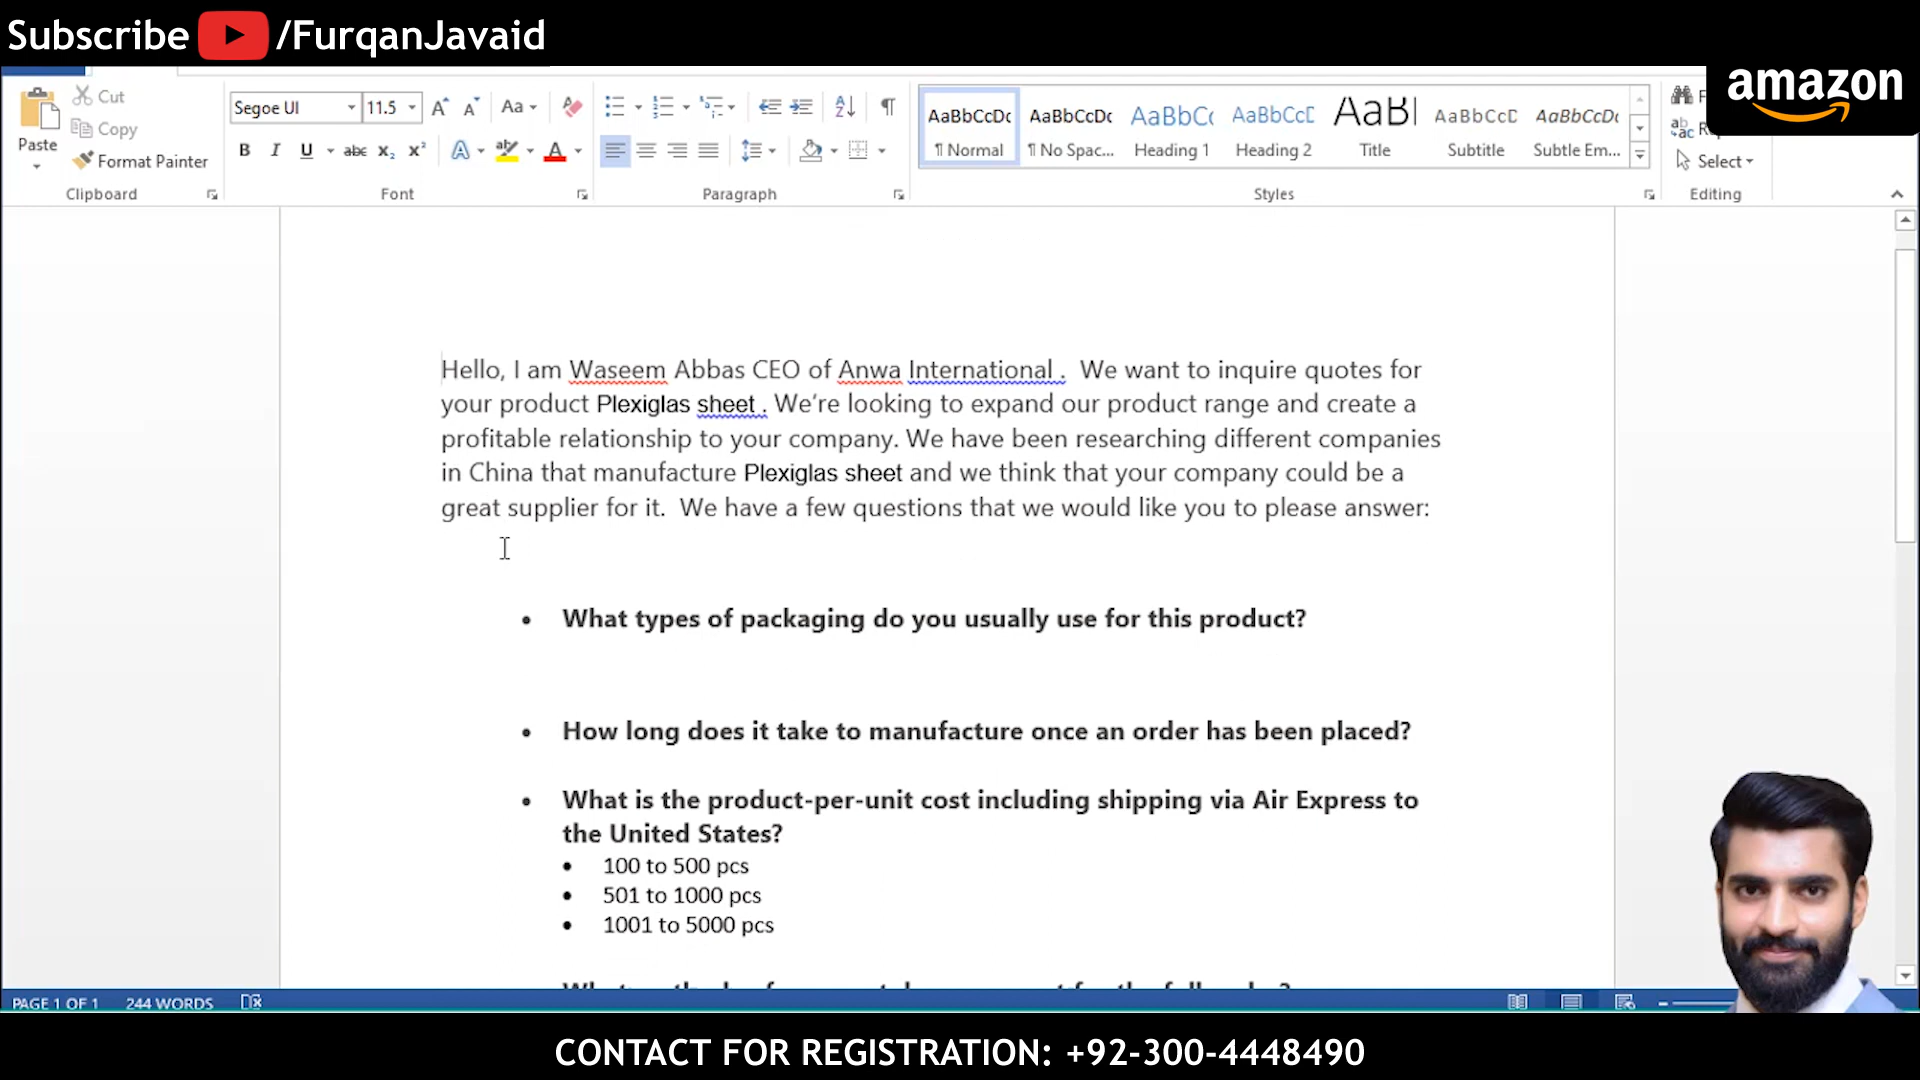 Subscribe /FurqanJavaid
amazon
Cut
Copy
Paste
Format Painter
Clipboard
Segoe UI 11.5
Font
Paragraph
AaBbCcDc AaBbCcDc AaBbC( AaBbCcD AaB AaBbCcD AaBbCcDc
¶ Normal ¶ No Spac... Heading 1 Heading 2 Title Subtitle Subtle Em...
Styles
Select
Editing
Hello, I am Waseem Abbas CEO of Anwa International .  We want to inquire quotes for
your product Plexiglas sheet . We’re looking to expand our product range and create a
profitable relationship to your company. We have been researching different companies
in China that manufacture Plexiglas sheet and we think that your company could be a
great supplier for it.  We have a few questions that we would like you to please answer:
• What types of packaging do you usually use for this product?
• How long does it take to manufacture once an order has been placed?
• What is the product-per-unit cost including shipping via Air Express to
the United States?
• 100 to 500 pcs
• 501 to 1000 pcs
• 1001 to 5000 pcs
PAGE 1 OF 1 244 WORDS
CONTACT FOR REGISTRATION: +92-300-4448490